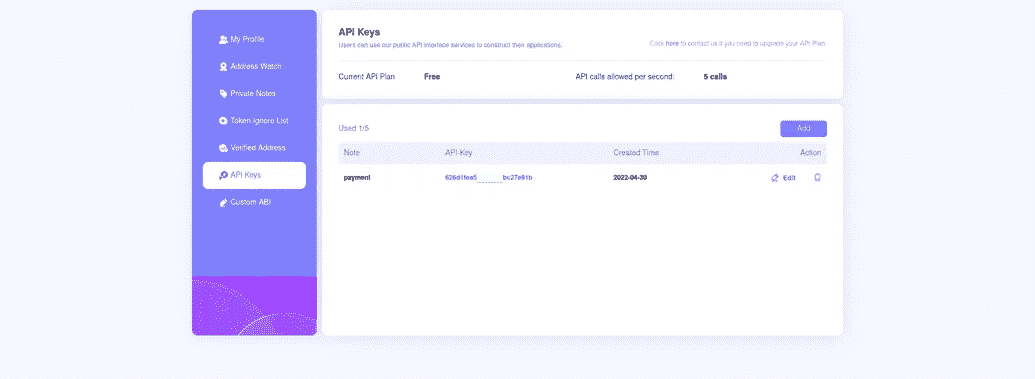 My Profile
Address Watch
Private Notes
Token Ignore List
Verified Address
API Keys
Custom ABI
API Keys
Users can use our public API interface services to construct their applications.
Click here to contact us if you need to upgrade your API Plan
Current API Plan Free
API calls allowed per second: 5 calls
Used 1/5
Add
Note API-Key Created Time Action
payment 626d1fea5 bc27e91b 2022-04-30 Edit